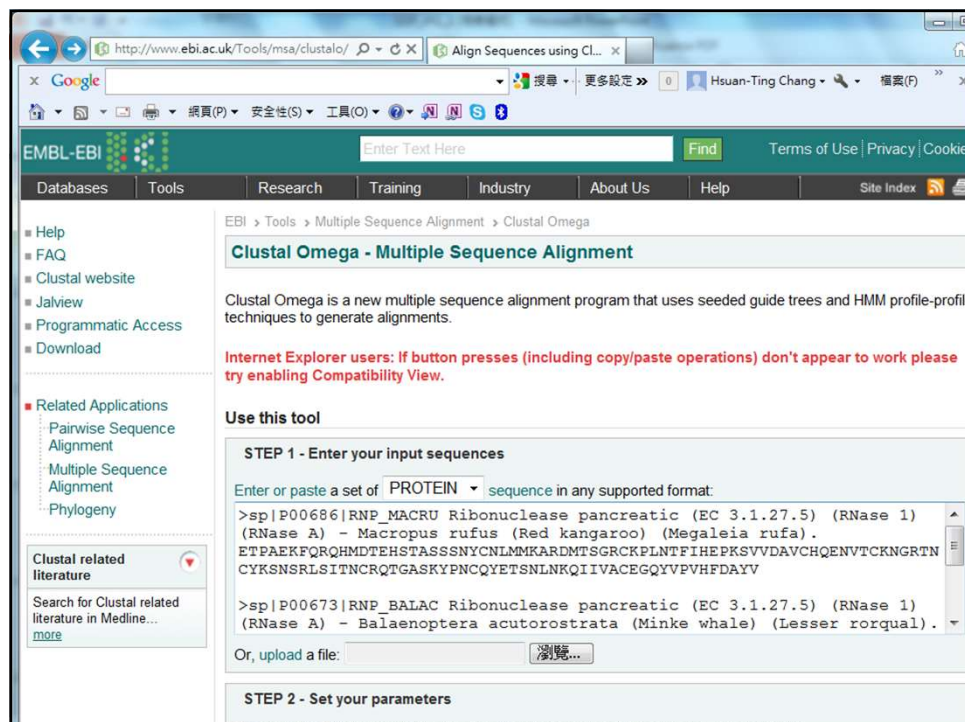 http://www.ebi.ac.uk/Tools/msa/clustalo/
Align Sequences using Cl... ×
× Google
搜尋
更多設定 »
0
Hsuan-Ting Chang
檔案(F)
»
網頁(P)
安全性(S)
工具(O)
EMBL-EBI
Enter Text Here
Find
Terms of Use | Privacy | Cookie
Databases
Tools
Research
Training
Industry
About Us
Help
Site Index
Help
FAQ
Clustal website
Jalview
Programmatic Access
Download
Related Applications
Pairwise Sequence
Alignment
Multiple Sequence
Alignment
Phylogeny
Clustal related
literature
Search for Clustal related
literature in Medline...
more
EBI > Tools > Multiple Sequence Alignment > Clustal Omega
Clustal Omega - Multiple Sequence Alignment
Clustal Omega is a new multiple sequence alignment program that uses seeded guide trees and HMM profile-profil
techniques to generate alignments.
Internet Explorer users: If button presses (including copy/paste operations) don't appear to work please
try enabling Compatibility View.
Use this tool
STEP 1 - Enter your input sequences
Enter or paste a set of PROTEIN sequence in any supported format:
>sp|P00686|RNP_MACRU Ribonuclease pancreatic (EC 3.1.27.5) (RNase 1)
(RNase A) - Macropus rufus (Red kangaroo) (Megaleia rufa).
ETPAEKFQRQHMDTEHSTASSSNYCNLMMKARDMTSGRCKPLNTFIHEPKSVVDAVCHQENVTCKNGRTN
CYKSNSRLSITNCRQTGASKYPNCQYETSNLNKQIIVACEGQYVPVHFDAYV
>sp|P00673|RNP_BALAC Ribonuclease pancreatic (EC 3.1.27.5) (RNase 1)
(RNase A) - Balaenoptera acutorostrata (Minke whale) (Lesser rorqual).
Or, upload a file:
瀏覽...
STEP 2 - Set your parameters